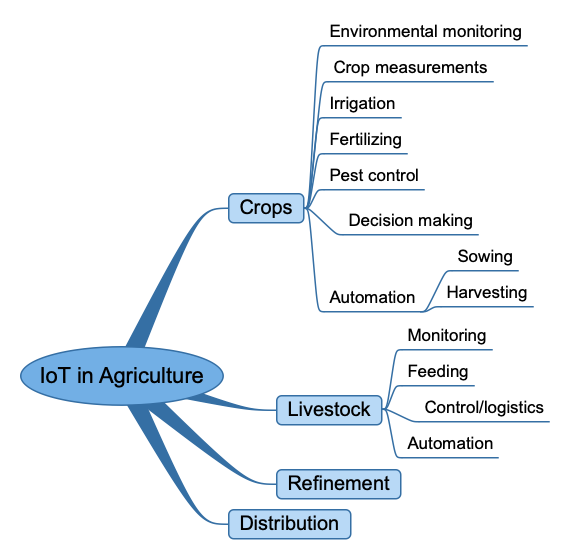 Environmental monitoring
Crop measurements
Irrigation
Fertilizing
Pest control
Crops
Decision making
Sowing
Automation
Harvesting
Monitoring
IoT in Agriculture
Feeding
Livestock
Control/logistics
Automation
Refinement
Distribution